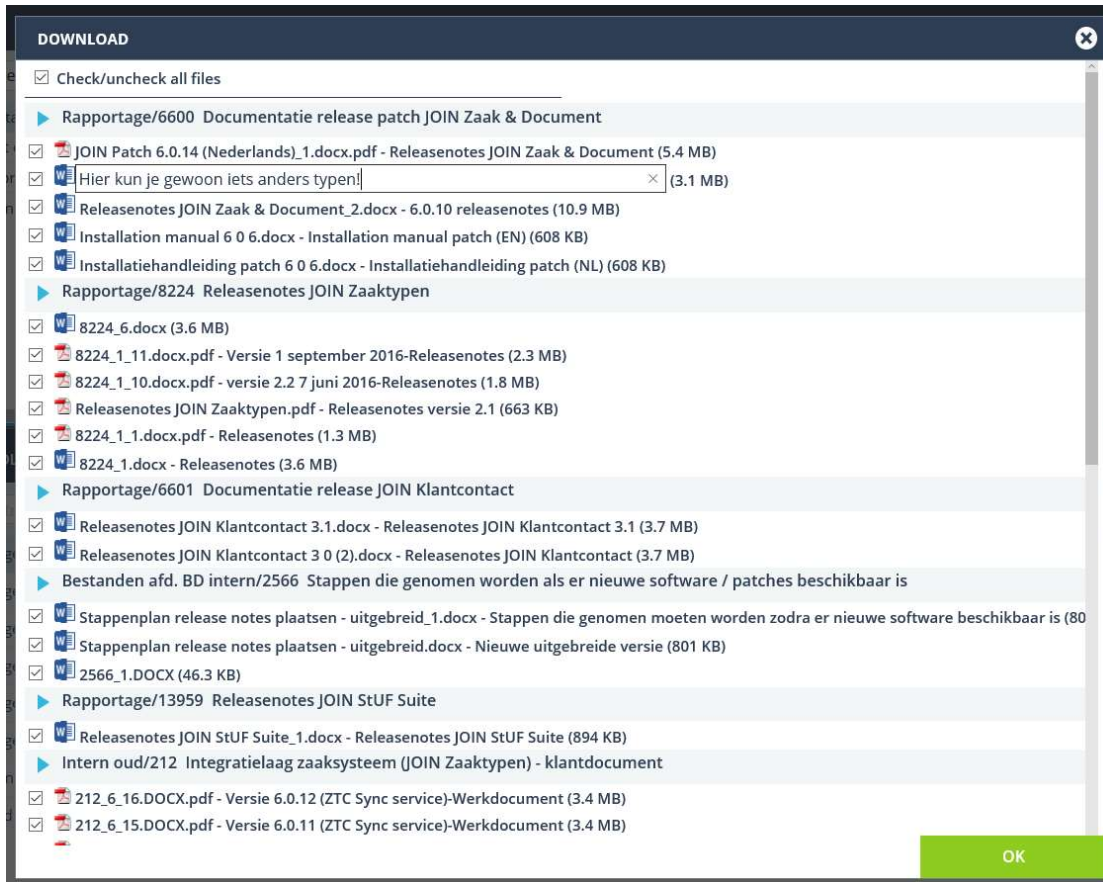 DOWNLOAD
Check/uncheck all files
Rapportage/6600 Documentatie release patch JOIN Zaak & Document
JOIN Patch 6.0.14 (Nederlands)_1.docx.pdf - Releasenotes JOIN Zaak & Document (5.4 MB)
Hier kun je gewoon iets anders typen! (3.1 MB)
Releasenotes JOIN Zaak & Document_2.docx - 6.0.10 releasenotes (10.9 MB)
Installation manual 6 0 6.docx - Installation manual patch (EN) (608 KB)
Installatiehandleiding patch 6 0 6.docx - Installatiehandleiding patch (NL) (608 KB)
Rapportage/8224 Releasenotes JOIN Zaaktypen
8224_6.docx (3.6 MB)
8224_1_11.docx.pdf - Versie 1 september 2016-Releasenotes (2.3 MB)
8224_1_10.docx.pdf - versie 2.2 7 juni 2016-Releasenotes (1.8 MB)
Releasenotes JOIN Zaaktypen.pdf - Releasenotes versie 2.1 (663 KB)
8224_1_1.docx.pdf - Releasenotes (1.3 MB)
8224_1.docx - Releasenotes (3.6 MB)
Rapportage/6601 Documentatie release JOIN Klantcontact
Releasenotes JOIN Klantcontact 3.1.docx - Releasenotes JOIN Klantcontact 3.1 (3.7 MB)
Releasenotes JOIN Klantcontact 3 0 (2).docx - Releasenotes JOIN Klantcontact (3.7 MB)
Bestanden afd. BD intern/2566 Stappen die genomen worden als er nieuwe software / patches beschikbaar is
Stappenplan release notes plaatsen - uitgebreid_1.docx - Stappen die genomen moeten worden zodra er nieuwe software beschikbaar is (80
Stappenplan release notes plaatsen - uitgebreid.docx - Nieuwe uitgebreide versie (801 KB)
2566_1.DOCX (46.3 KB)
Rapportage/13959 Releasenotes JOIN StUF Suite
Releasenotes JOIN StUF Suite_1.docx - Releasenotes JOIN StUF Suite (894 KB)
Intern oud/212 Integratielaag zaaksysteem (JOIN Zaaktypen) - klantdocument
212_6_16.DOCX.pdf - Versie 6.0.12 (ZTC Sync service)-Werkdocument (3.4 MB)
212_6_15.DOCX.pdf - Versie 6.0.11 (ZTC Sync service)-Werkdocument (3.4 MB)
OK